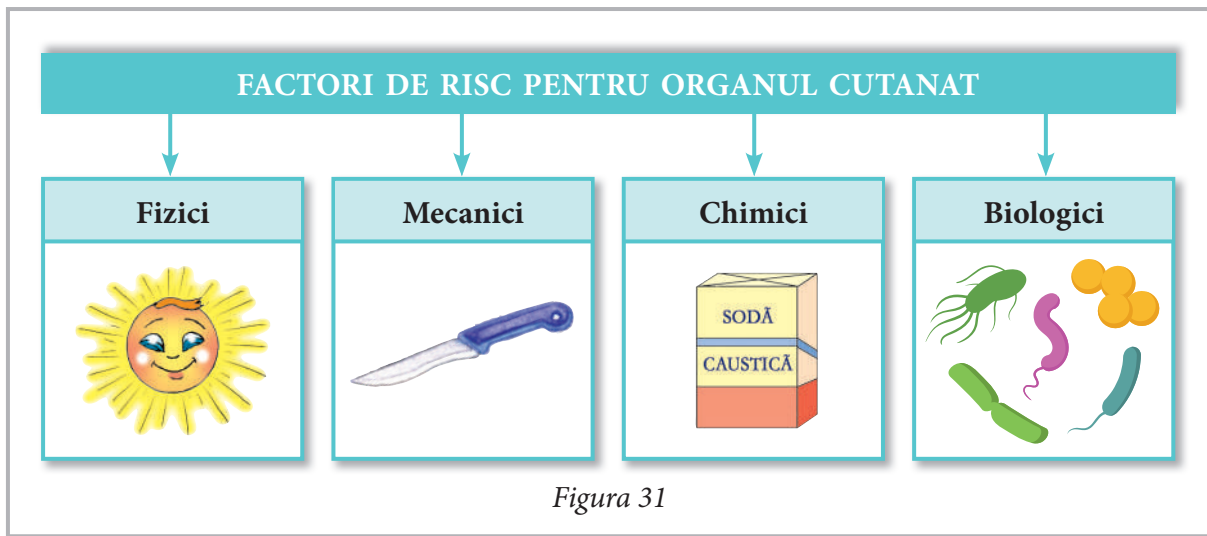 FACTORI DE RISC PENTRU ORGANUL CUTANAT
Fizici
Mecanici
Chimici
Biologici
SODĂ
CAUSTICĂ
Figura 31